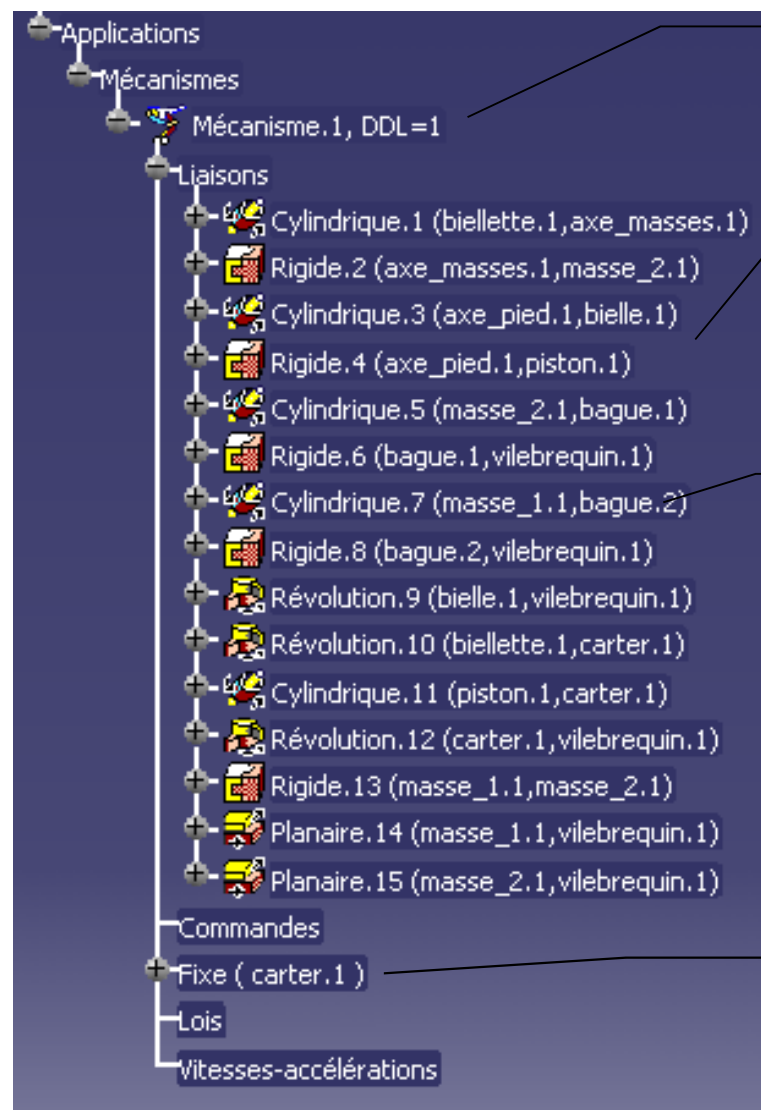 Applications
Mécanismes
Mécanisme.1, DDL=1
Liaisons
Cylindrique.1 (biellette.1,axe_masses.1)
Rigide.2 (axe_masses.1,masse_2.1)
Cylindrique.3 (axe_pied.1,bielle.1)
Rigide.4 (axe_pied.1,piston.1)
Cylindrique.5 (masse_2.1,bague.1)
Rigide.6 (bague.1,vilebrequin.1)
Cylindrique.7 (masse_1.1,bague.2)
Rigide.8 (bague.2,vilebrequin.1)
Révolution.9 (bielle.1,vilebrequin.1)
Révolution.10 (biellette.1,carter.1)
Cylindrique.11 (piston.1,carter.1)
Révolution.12 (carter.1,vilebrequin.1)
Rigide.13 (masse_1.1,masse_2.1)
Planaire.14 (masse_1.1,vilebrequin.1)
Planaire.15 (masse_2.1,vilebrequin.1)
Commandes
Fixe ( carter.1 )
Lois
Vitesses-accélérations